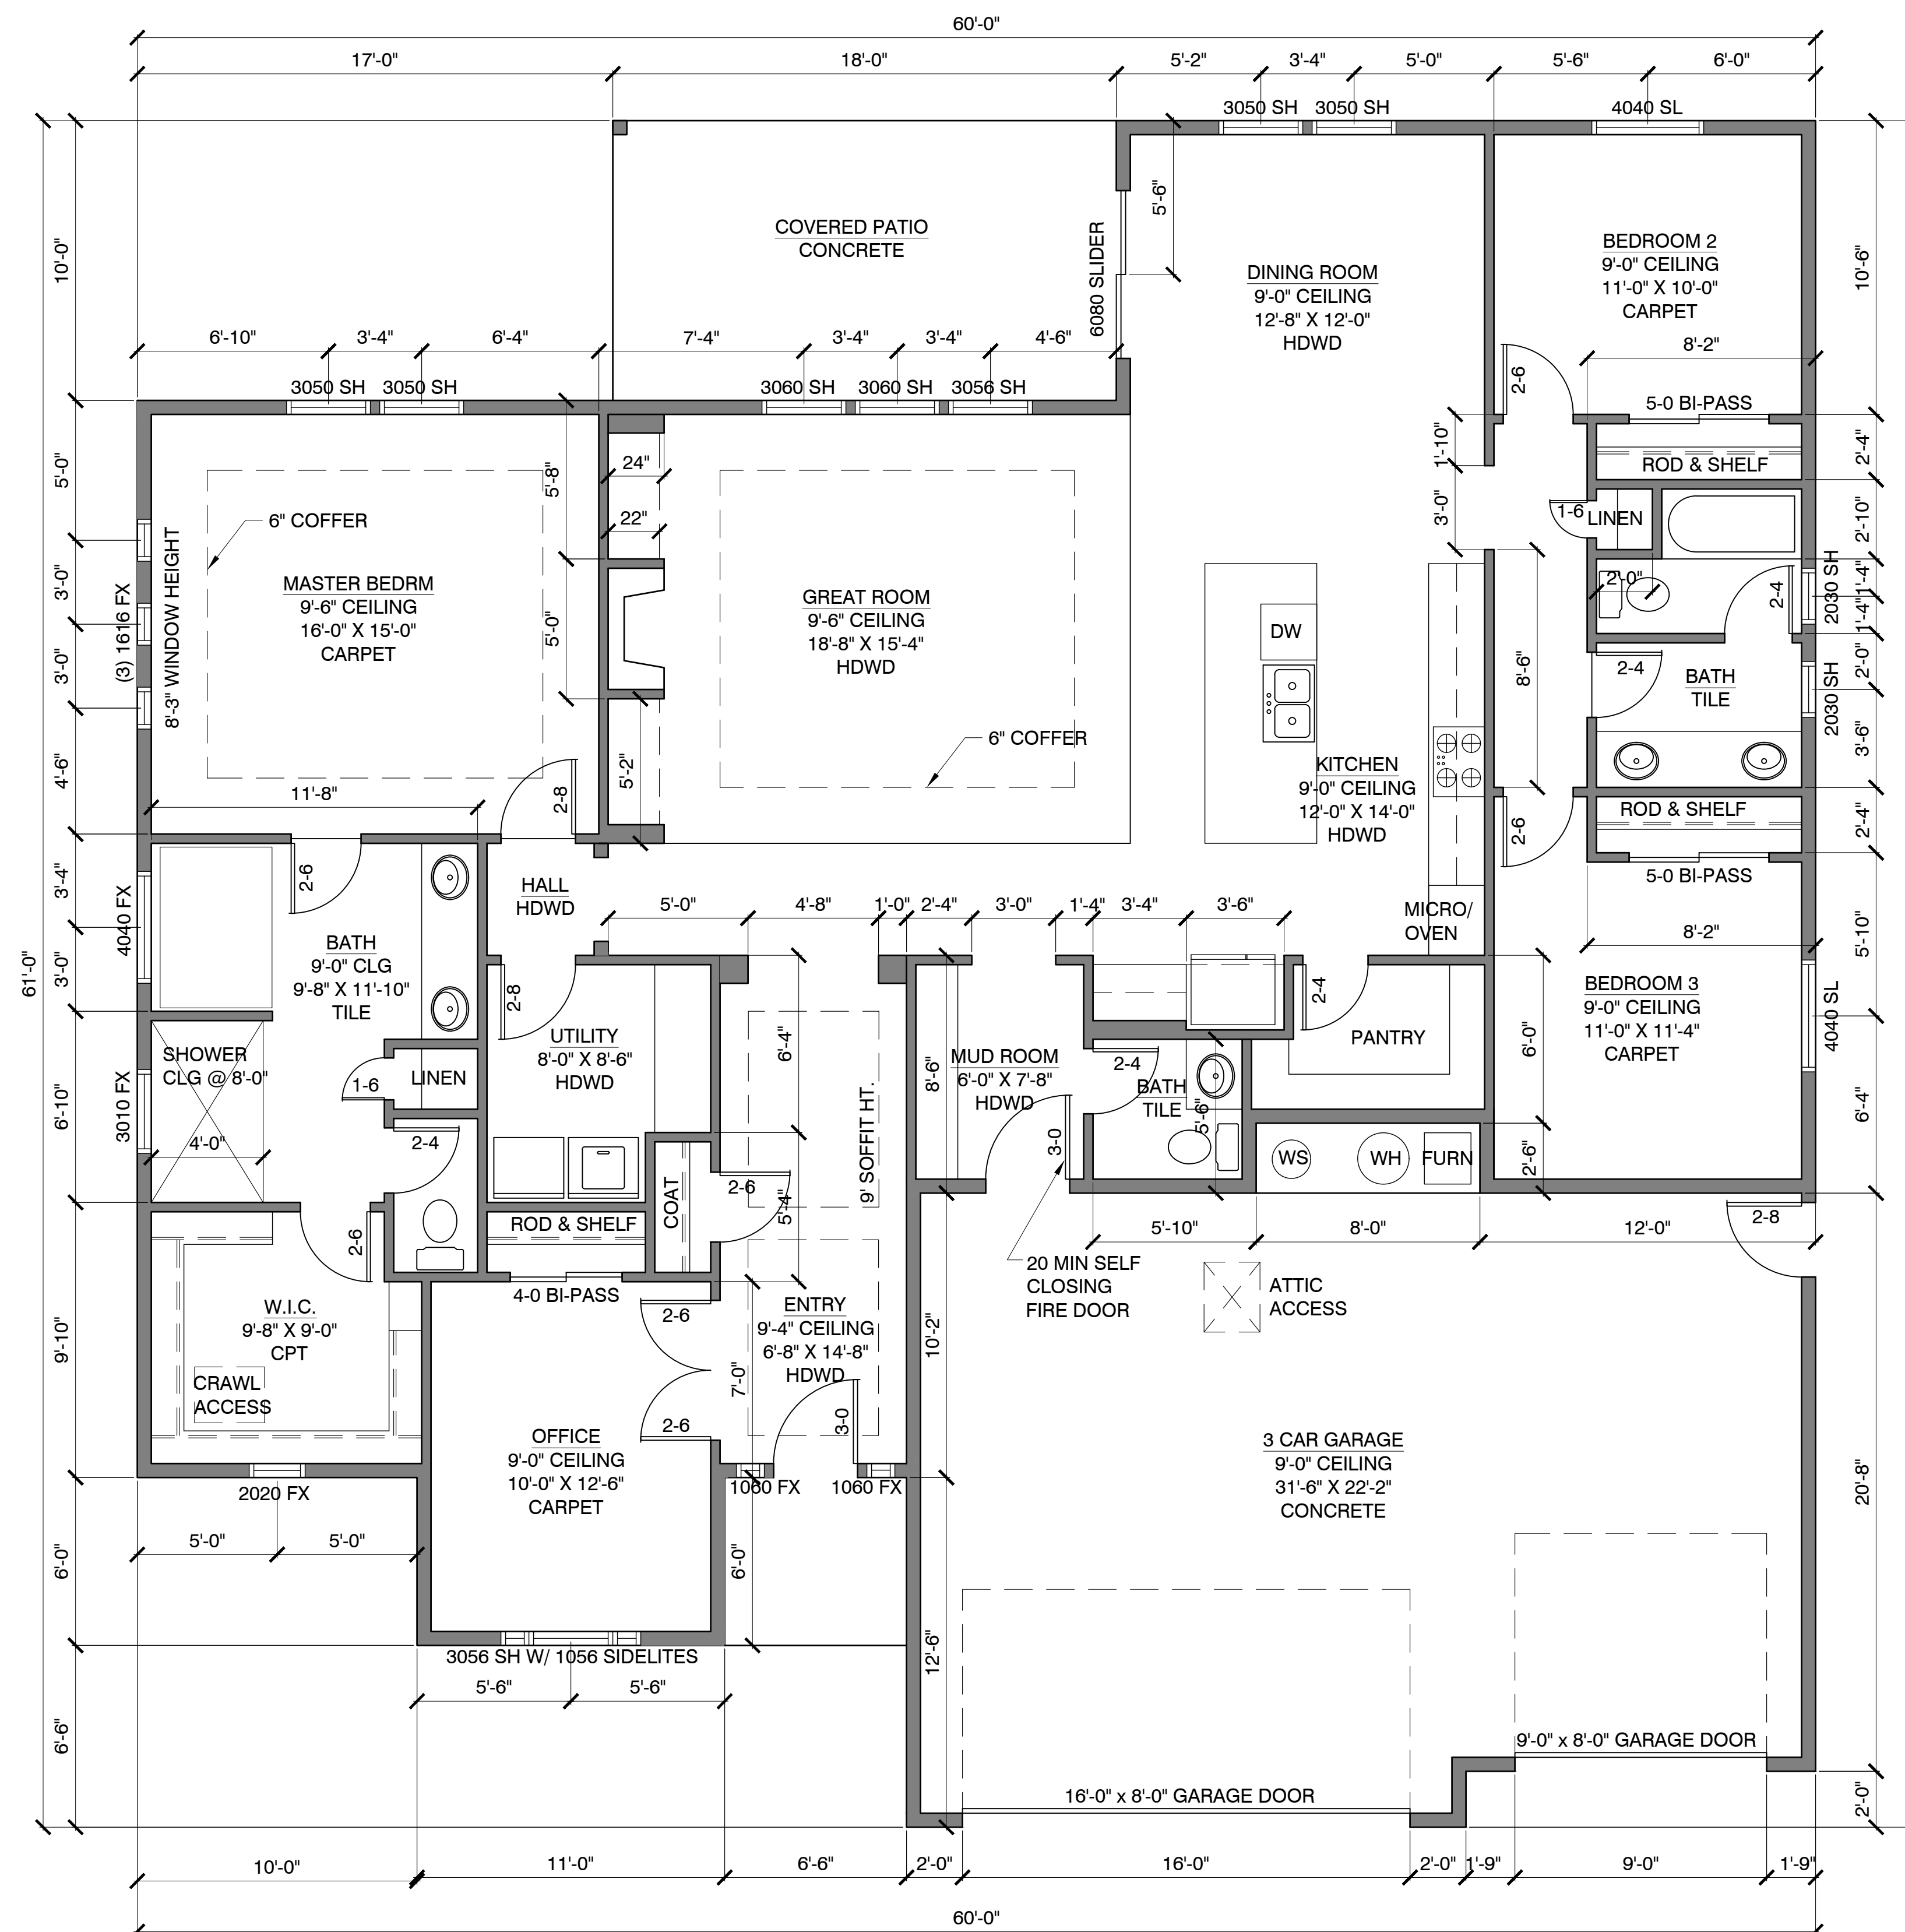 60'-0"
17'-0" 18'-0" 5'-2" 3'-4" 5'-0" 5'-6" 6'-0"
3050 SH 3050 SH 4040 SL
10'-0"
COVERED PATIO
CONCRETE
6080 SLIDER
5'-6"
DINING ROOM
9'-0" CEILING
12'-8" X 12'-0"
HDWD
BEDROOM 2
9'-0" CEILING
11'-0" X 10'-0"
CARPET
10'-6"
8'-2"
6'-10" 3'-4" 6'-4" 7'-4" 3'-4" 3'-4" 4'-6"
3050 SH 3050 SH 3060 SH 3060 SH 3056 SH
2-6
5-0 BI-PASS
ROD & SHELF
2'-4"
1'-10"
3'-0"
5'-0"
5'-8"
24"
22"
6" COFFER
1-6
LINEN
2'-10"
2'-0"
2-4
2030 SH
1'-4"
1'-4"
3'-0"
3'-0"
(3) 1616 FX
8'-3" WINDOW HEIGHT
MASTER BEDRM
9'-6" CEILING
16'-0" X 15'-0"
CARPET
5'-0"
GREAT ROOM
9'-6" CEILING
18'-8" X 15'-4"
HDWD
DW
8'-6"
2-4
BATH
TILE
2030 SH
2'-0"
3'-6"
4'-6"
11'-8"
2-8
5'-2"
6" COFFER
KITCHEN
9'-0" CEILING
12'-0" X 14'-0"
HDWD
ROD & SHELF
2'-4"
2-6
5-0 BI-PASS
3'-4"
4040 FX
3'-0"
2-6
BATH
9'-0" CLG
9'-8" X 11'-10"
TILE
HALL
HDWD
5'-0" 4'-8" 1'-0" 2'-4" 3'-0" 1'-4" 3'-4" 3'-6"
MICRO/
OVEN
8'-2"
5'-10"
BEDROOM 3
9'-0" CEILING
11'-0" X 11'-4"
CARPET
4040 SL
6'-4"
2-8
UTILITY
8'-0" X 8'-6"
HDWD
6'-4"
9' SOFFIT HT.
8'-6"
MUD ROOM
6'-0" X 7'-8"
HDWD
3-0
2-4
BATH
TILE
5'-6"
2-4
PANTRY
6'-0"
2'-6"
WS
WH
FURN
SHOWER
CLG @ 8'-0"
3010 FX
6'-10"
4'-0"
1-6
LINEN
2-4
2-6
ROD & SHELF
COAT
2-6
5'-4"
4-0 BI-PASS
5'-10" 8'-0" 12'-0"
2-8
20 MIN SELF
CLOSING
FIRE DOOR
ATTIC
ACCESS
61'-0"
9'-10"
W.I.C.
9'-8" X 9'-0"
CPT
CRAWL
ACCESS
2-6
2-6
7'-0"
ENTRY
9'-4" CEILING
6'-8" X 14'-8"
HDWD
3-0
10'-2"
OFFICE
9'-0" CEILING
10'-0" X 12'-6"
CARPET
1060 FX 1060 FX
3 CAR GARAGE
9'-0" CEILING
31'-6" X 22'-2"
CONCRETE
20'-8"
2020 FX
5'-0" 5'-0"
6'-0"
6'-0"
12'-6"
3056 SH W/ 1056 SIDELITES
5'-6" 5'-6"
6'-6"
9'-0" x 8'-0" GARAGE DOOR
16'-0" x 8'-0" GARAGE DOOR
2'-0"
10'-0" 11'-0" 6'-6" 2'-0" 16'-0" 2'-0" 1'-9" 9'-0" 1'-9"
60'-0"